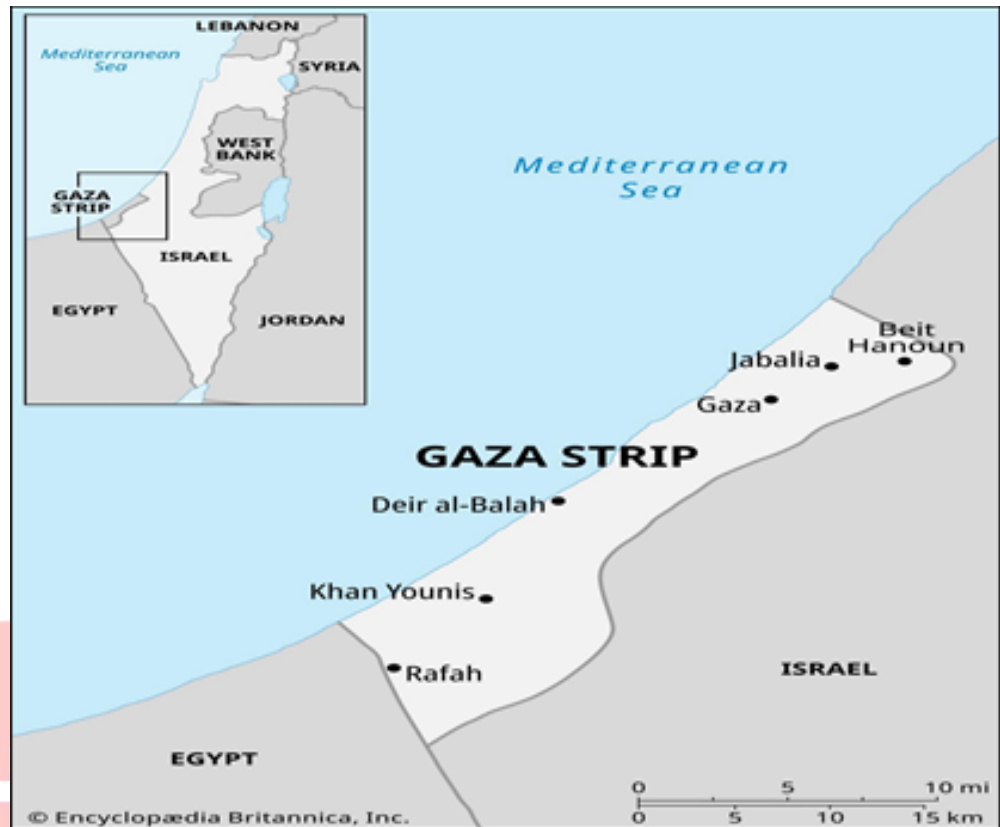 LEBANON
Mediterranean
Sea
SYRIA
WEST
BANK
GAZA
STRIP
ISRAEL
EGYPT
JORDAN
Mediterranean
Sea
Beit
Hanoun
Jabalia
Gaza
GAZA STRIP
Deir al-Balah
Khan Younis
Rafah
ISRAEL
EGYPT
0 5 10 mi
0 5 10 15 km
© Encyclopædia Britannica, Inc.